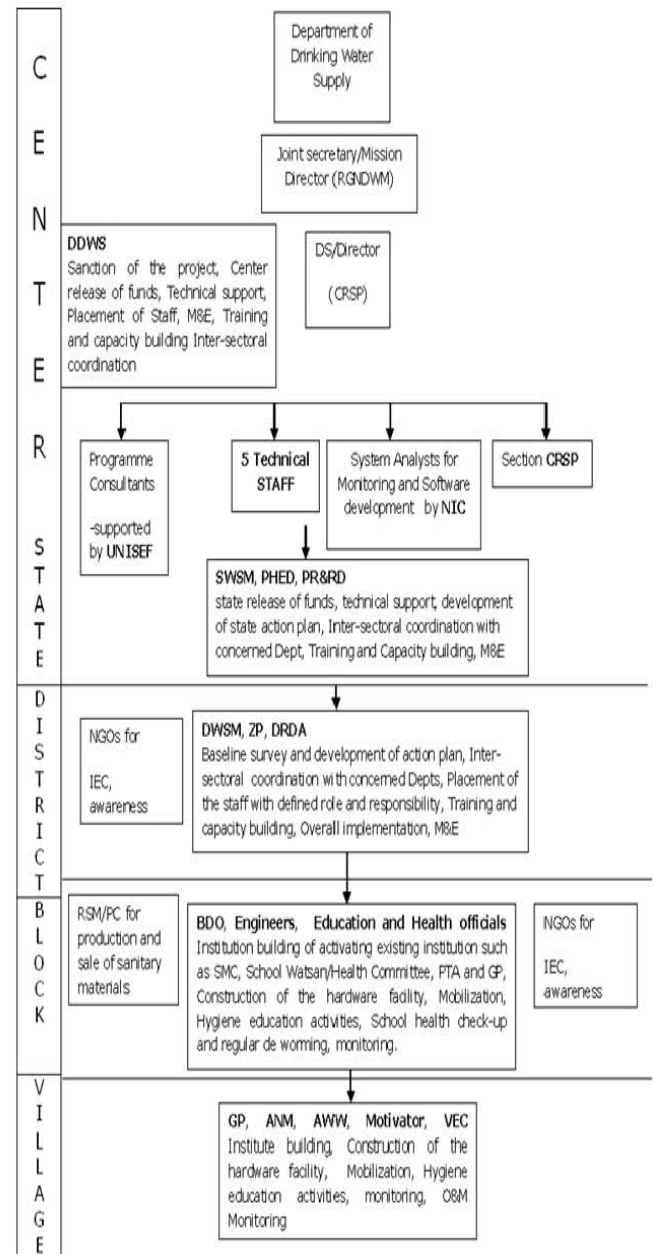 CENTER
Department of
Drinking Water
Supply
Joint secretary/Mission
Director (RGNDWM)
DDWS
Sanction of the project, Center
release of funds, Technical support,
Placement of Staff, M&E, Training
and capacity building Inter-sectoral
coordination
DS/Director
(CRSP)
Programme
Consultants
-supported
by UNISEF
5 Technical
STAFF
System Analysts for
Monitoring and Software
development by NIC
Section CRSP
STATE
SWSM, PHED, PR&RD
state release of funds, technical support, development
of state action plan, Inter-sectoral coordination with
concerned Dept, Training and Capacity building, M&E
DISTRICT
NGOs for
IEC,
awareness
DWSM, ZP, DRDA
Baseline survey and development of action plan, Inter-
sectoral coordination with concerned Depts, Placement of
the staff with defined role and responsibility, Training and
capacity building, Overall implementation, M&E
BLOCK
RSM/PC for
production and
sale of sanitary
materials
BDO, Engineers, Education and Health officials
Institution building of activating existing institution such
as SMC, School Watsan/Health Committee, PTA and GP,
Construction of the hardware facility, Mobilization,
Hygiene education activities, School health check-up
and regular de worming, monitoring.
NGOs for
IEC,
awareness
VILLAGE
GP, ANM, AWW, Motivator, VEC
Institute building, Construction of the
hardware facility, Mobilization, Hygiene
education activities, monitoring, O&M
Monitoring